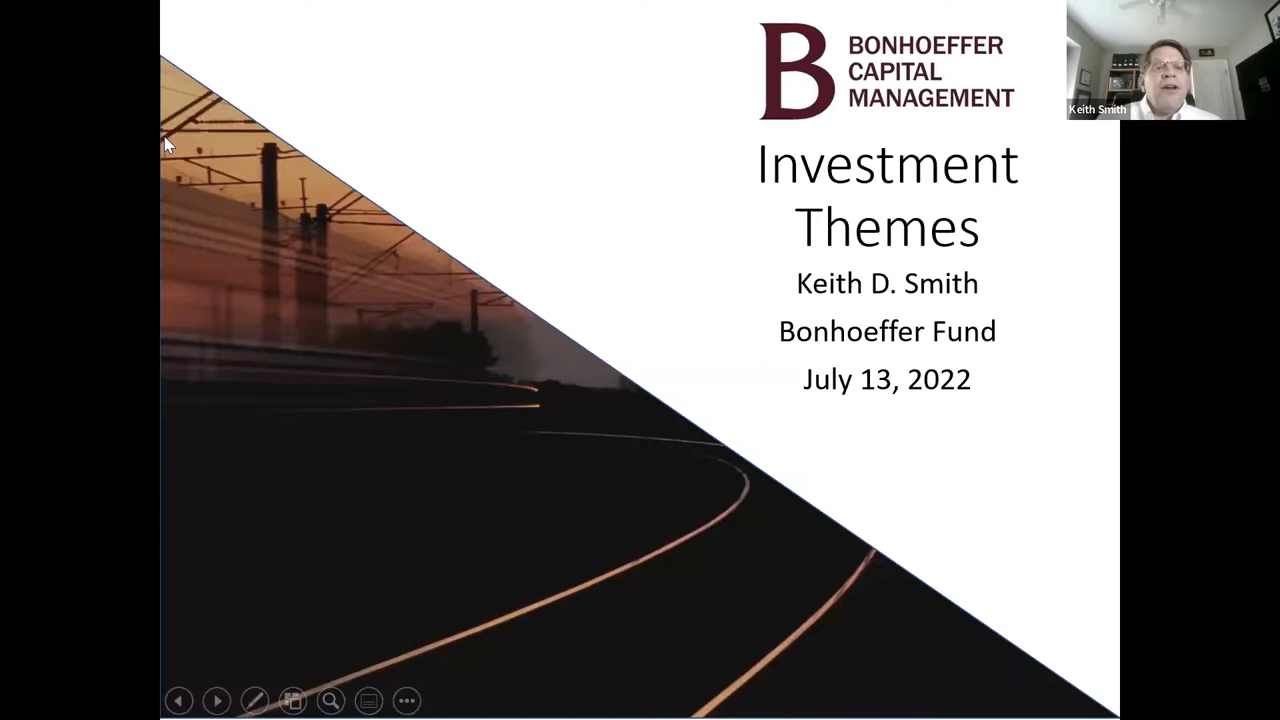 B
BONHOEFFER
CAPITAL
MANAGEMENT
Keith Smith
Investment
Themes
Keith D. Smith
Bonhoeffer Fund
July 13, 2022